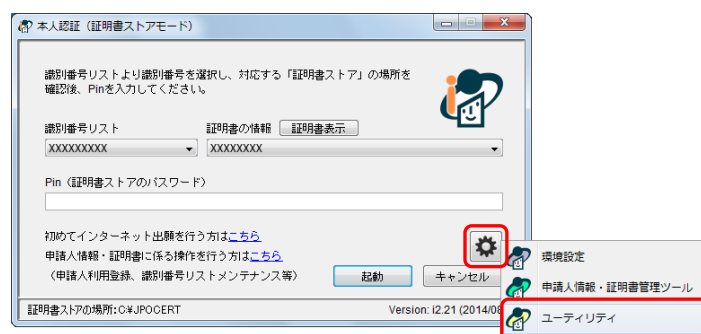 本人認証（証明書ストアモード）
識別番号リストより識別番号を選択し、対応する「証明書ストア」の場所を
確認後、Pinを入力してください。
識別番号リスト 証明書の情報 証明書表示
XXXXXXXXX XXXXXXXX
Pin（証明書ストアのパスワード）
初めてインターネット出願を行う方はこちら
申請人情報・証明書に係る操作を行う方はこちら
（申請人利用登録、識別番号リストメンテナンス等） 起動 キャンセル
証明書ストアの場所:C:¥JPOCERT Version: i2.21 (2014/08
環境設定
申請人情報・証明書管理ツール
ユーティリティ